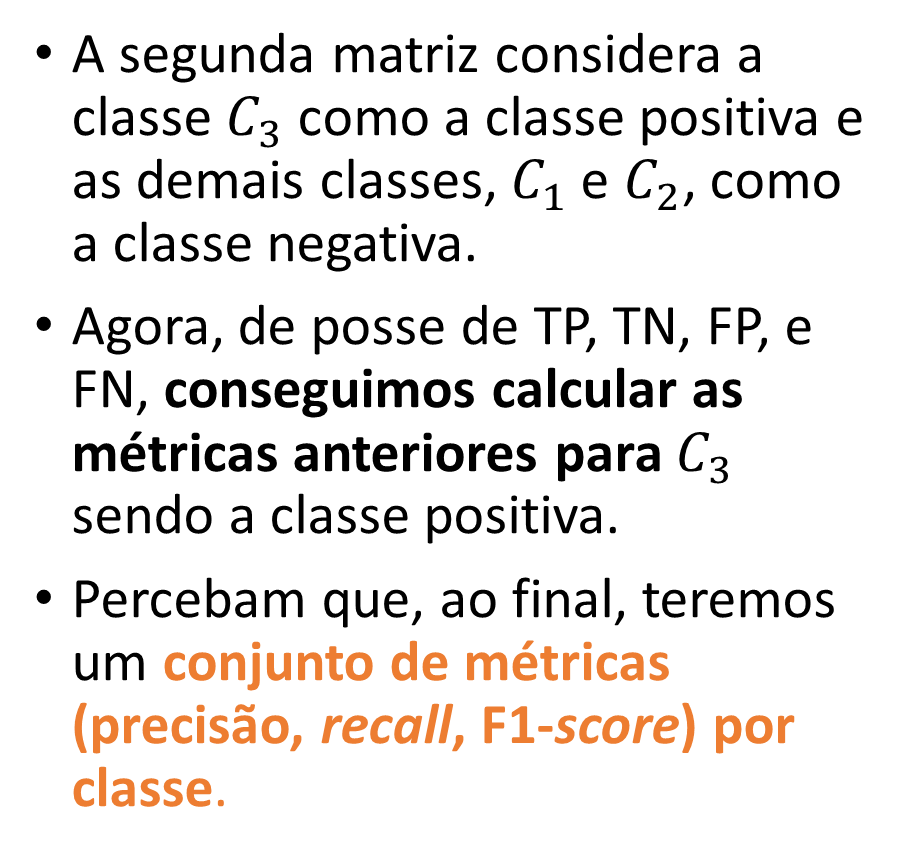 • A segunda matriz considera a
classe C₃ como a classe positiva e
as demais classes, C₁ e C₂, como
a classe negativa.
• Agora, de posse de TP, TN, FP, e
FN, conseguimos calcular as
métricas anteriores para C₃
sendo a classe positiva.
• Percebam que, ao final, teremos
um conjunto de métricas
(precisão, recall, F1-score) por
classe.